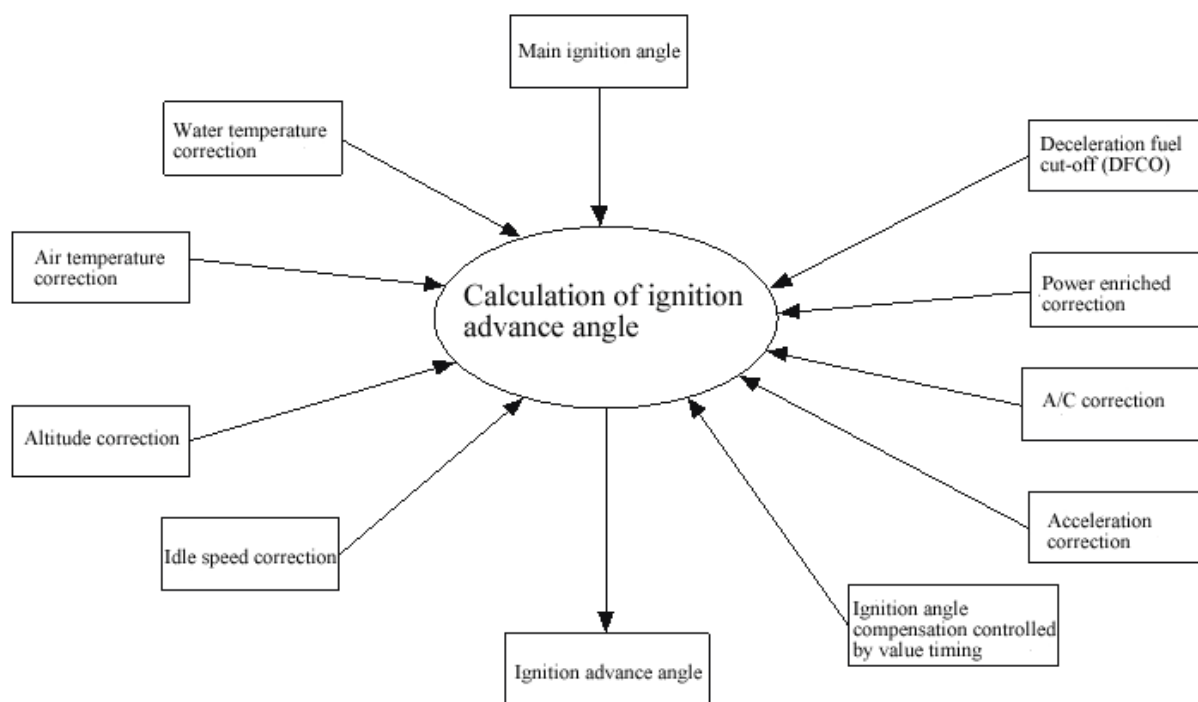 Main ignition angle
Water temperature
correction
Deceleration fuel
cut-off (DFCO)
Air temperature
correction
Power enriched
correction
Calculation of ignition
advance angle
A/C correction
Altitude correction
Acceleration
correction
Idle speed correction
Ignition angle
compensation controlled
by value timing
Ignition advance angle